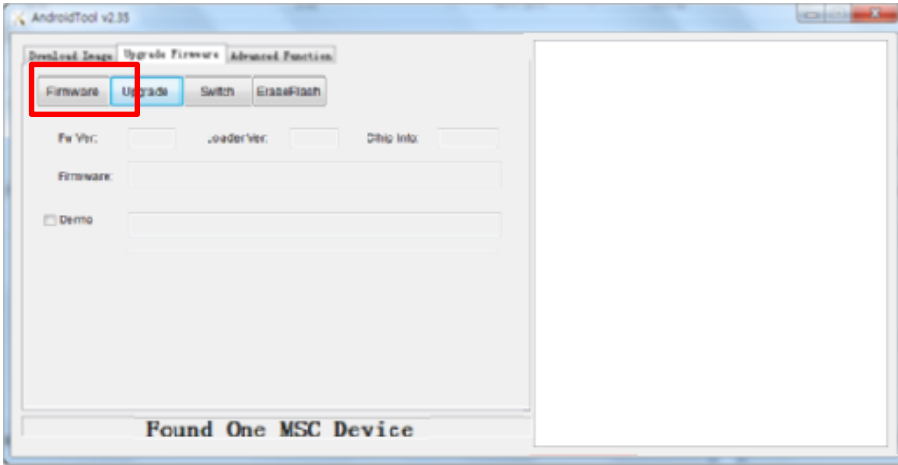 AndroidTool v2.35
Download Image Upgrade Firmware Advanced Function
Firmware Upgrade Switch EraseFlash
Fw Ver: Loader Ver: Chip Info:
Firmware:
Demo
Found One MSC Device